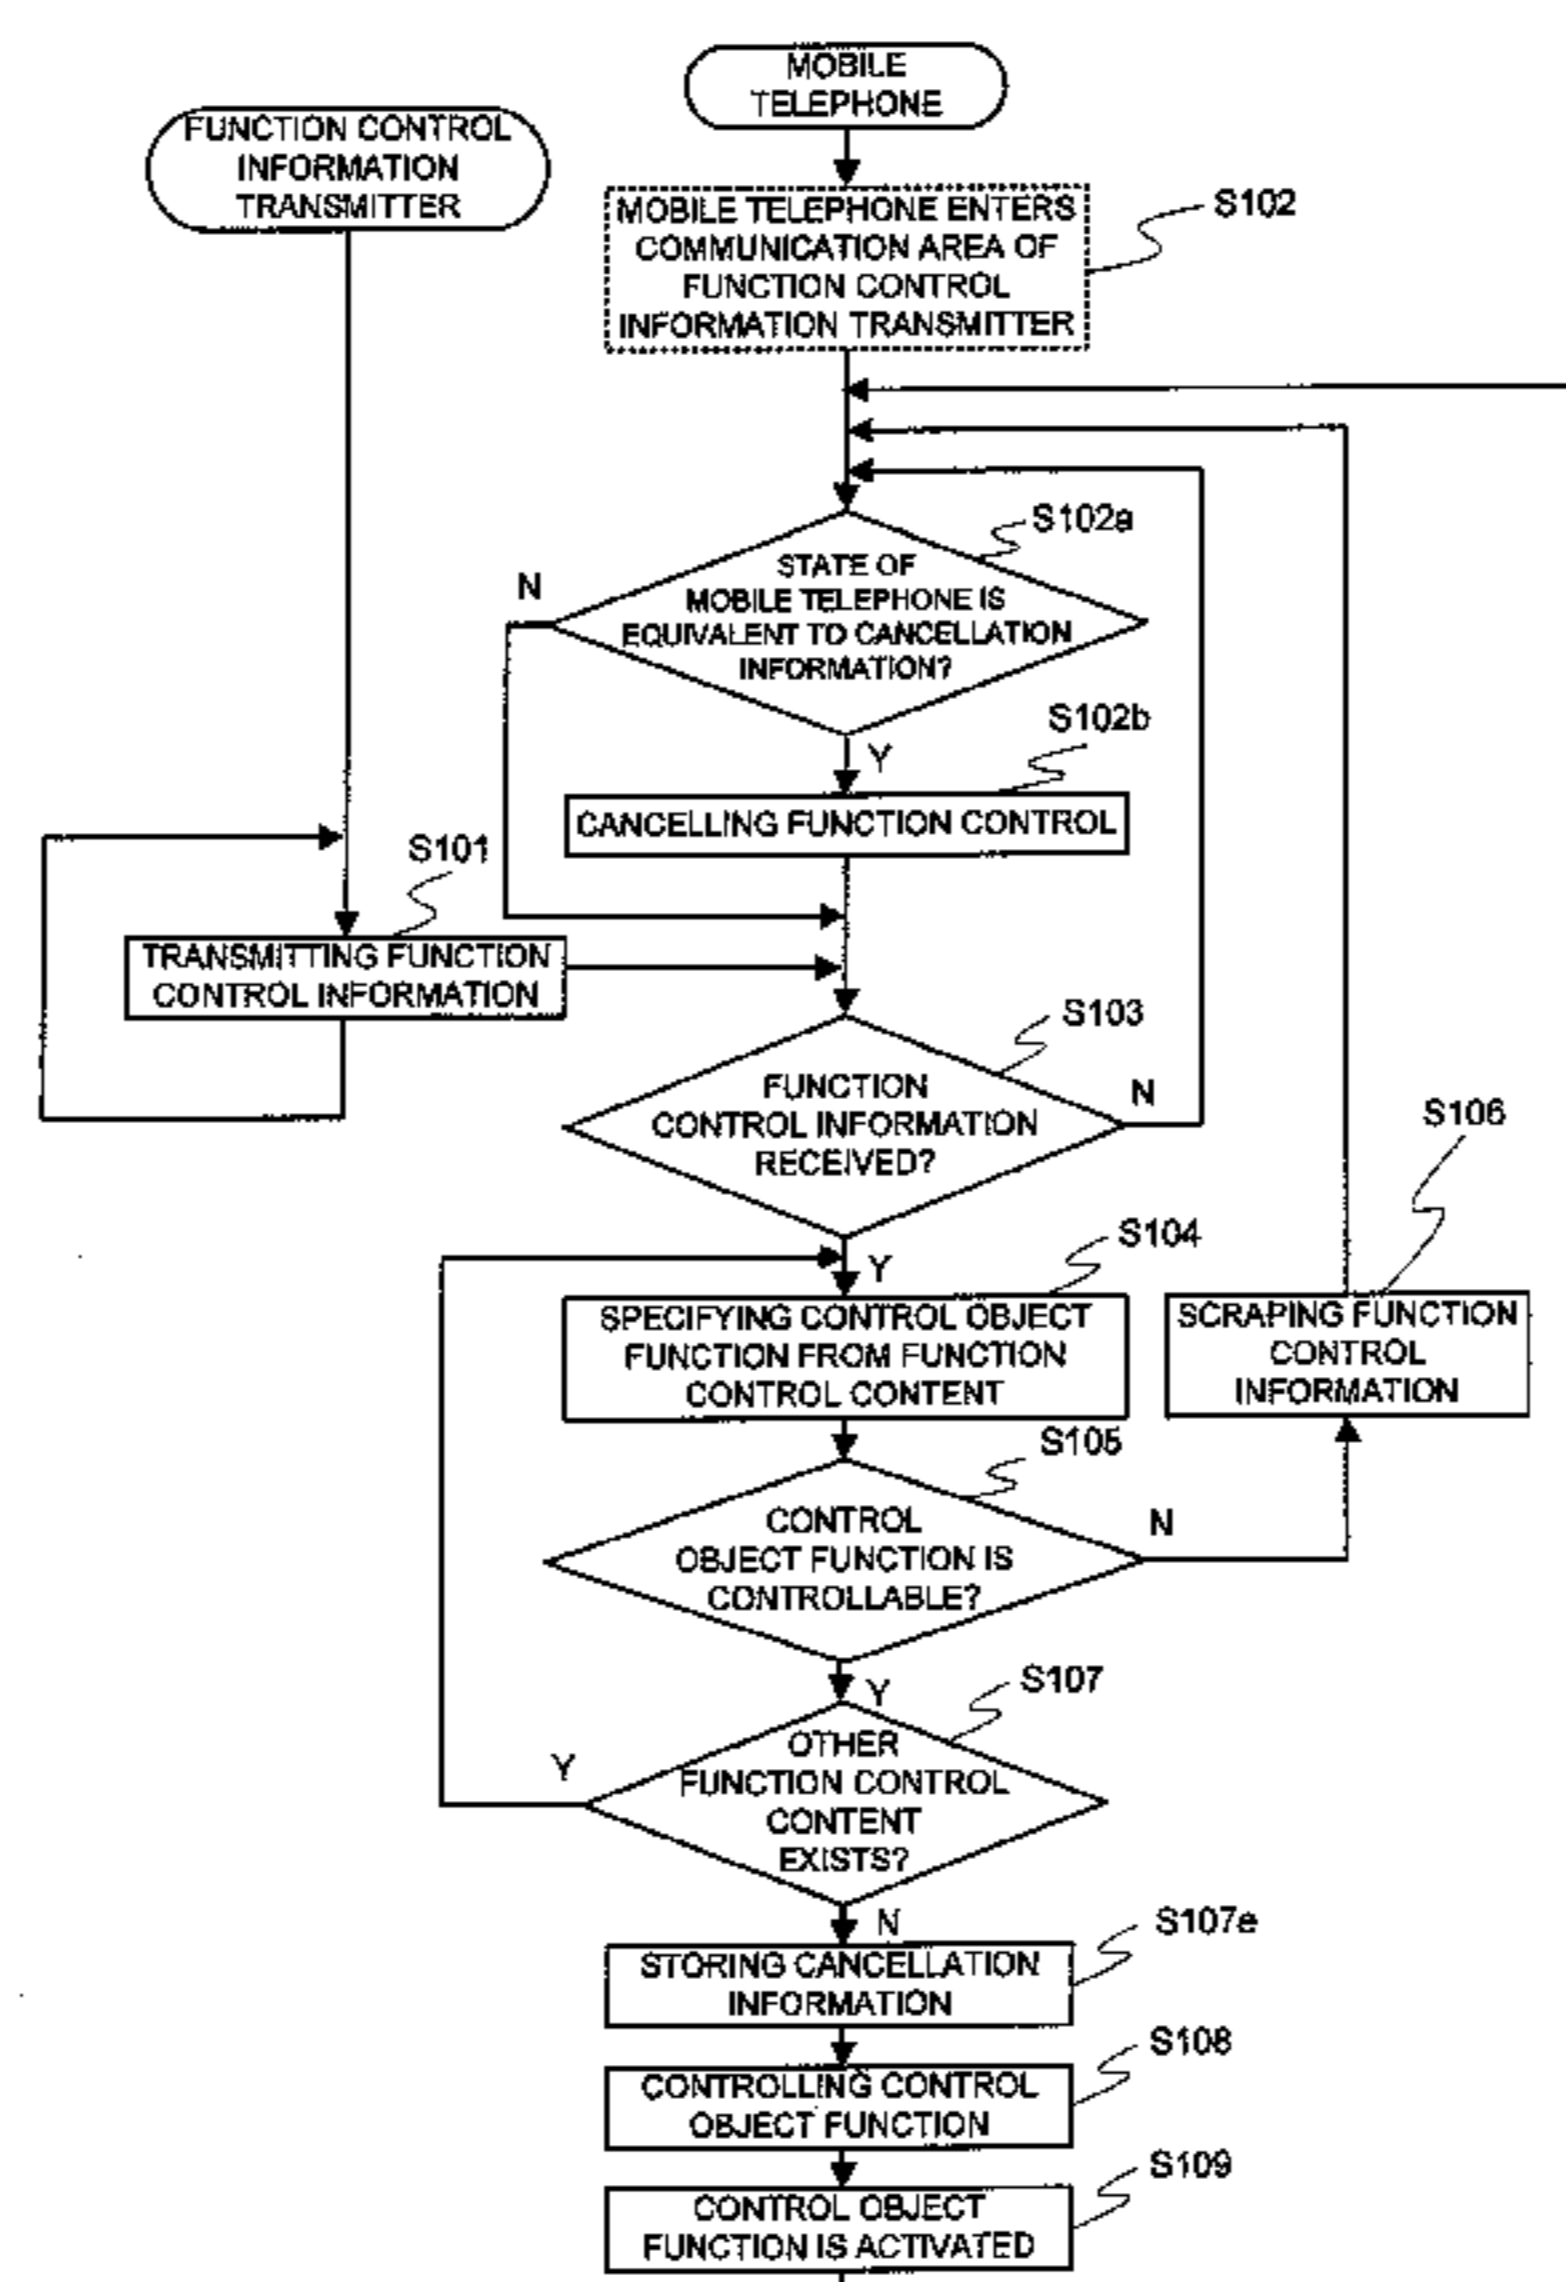 MOBILE
TELEPHONE
FUNCTION CONTROL
INFORMATION
TRANSMITTER
MOBILE TELEPHONE ENTERS
COMMUNICATION AREA OF
FUNCTION CONTROL
INFORMATION TRANSMITTER
S102
S102a
STATE OF
MOBILE TELEPHONE IS
EQUIVALENT TO CANCELLATION
INFORMATION?
N
Y
S102b
CANCELLING FUNCTION CONTROL
S101
TRANSMITTING FUNCTION
CONTROL INFORMATION
S103
FUNCTION
CONTROL INFORMATION
RECEIVED?
N
Y
S104
SPECIFYING CONTROL OBJECT
FUNCTION FROM FUNCTION
CONTROL CONTENT
S106
SCRAPING FUNCTION
CONTROL
INFORMATION
S105
CONTROL
OBJECT FUNCTION IS
CONTROLLABLE?
N
Y
S107
OTHER
FUNCTION CONTROL
CONTENT
EXISTS?
Y
N
S107e
STORING CANCELLATION
INFORMATION
S108
CONTROLLING CONTROL
OBJECT FUNCTION
S109
CONTROL OBJECT
FUNCTION IS ACTIVATED